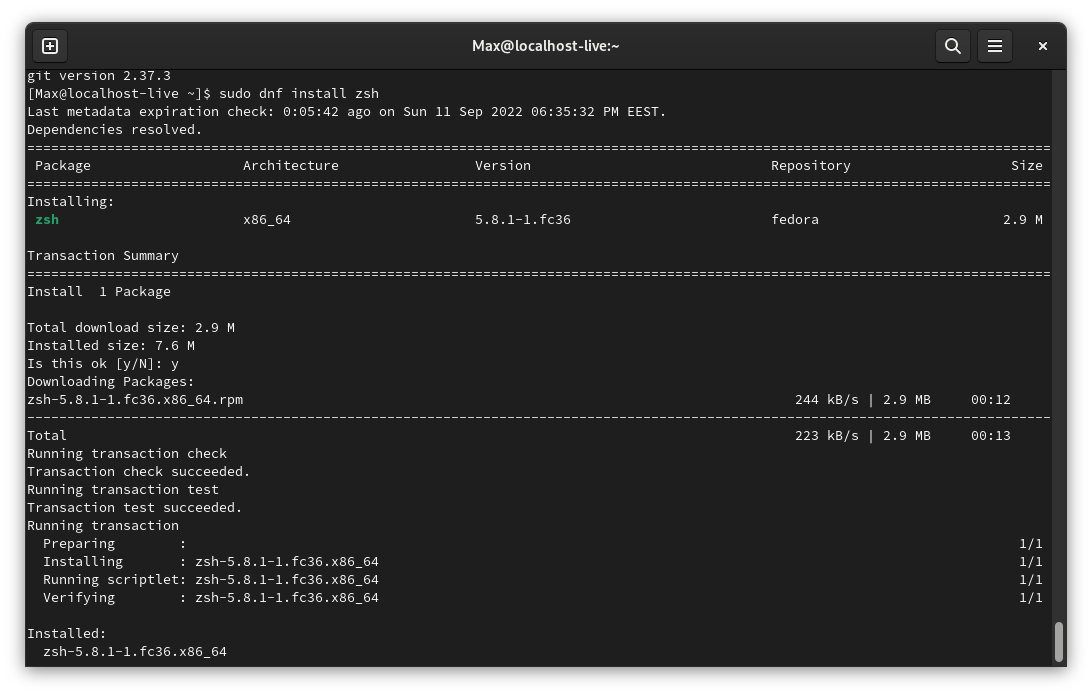 Max@localhost-live:~
git version 2.37.3
[Max@localhost-live ~]$ sudo dnf install zsh
Last metadata expiration check: 0:05:42 ago on Sun 11 Sep 2022 06:35:32 PM EEST.
Dependencies resolved.
================================================================================================================================
Package Architecture Version Repository Size
================================================================================================================================
Installing:
zsh x86_64 5.8.1-1.fc36 fedora 2.9 M
Transaction Summary
================================================================================================================================
Install  1 Package
Total download size: 2.9 M
Installed size: 7.6 M
Is this ok [y/N]: y
Downloading Packages:
zsh-5.8.1-1.fc36.x86_64.rpm 244 kB/s | 2.9 MB 00:12
--------------------------------------------------------------------------------------------------------------------------------
Total 223 kB/s | 2.9 MB 00:13
Running transaction check
Transaction check succeeded.
Running transaction test
Transaction test succeeded.
Running transaction
Preparing : 1/1
Installing : zsh-5.8.1-1.fc36.x86_64 1/1
Running scriptlet: zsh-5.8.1-1.fc36.x86_64 1/1
Verifying : zsh-5.8.1-1.fc36.x86_64 1/1
Installed:
zsh-5.8.1-1.fc36.x86_64